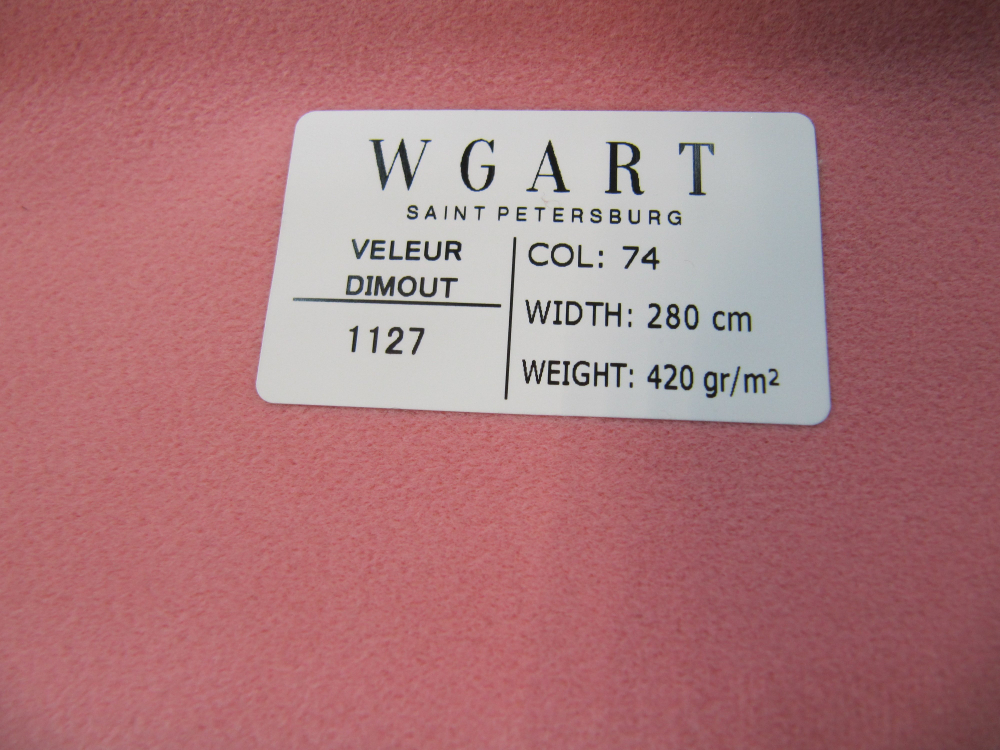 WGART
SAINT PETERSBURG
VELEUR
DIMOUT
1127
COL: 74
WIDTH: 280 cm
WEIGHT: 420 gr/m²